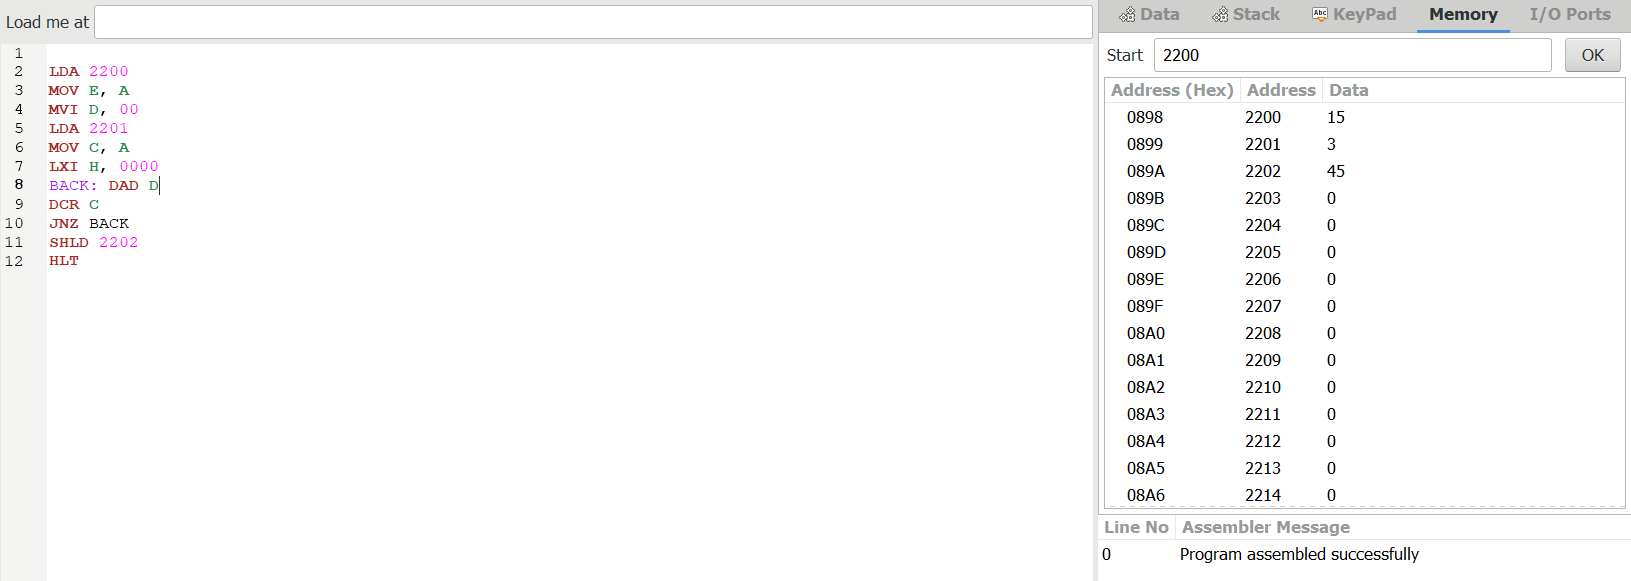 Load me at
Data Stack KeyPad Memory I/O Ports
1
2 LDA 2200
3 MOV E, A
4 MVI D, 00
5 LDA 2201
6 MOV C, A
7 LXI H, 0000
8 BACK: DAD D
9 DCR C
10 JNZ BACK
11 SHLD 2202
12 HLT
Start 2200 OK
Address (Hex) Address Data
0898 2200 15
0899 2201 3
089A 2202 45
089B 2203 0
089C 2204 0
089D 2205 0
089E 2206 0
089F 2207 0
08A0 2208 0
08A1 2209 0
08A2 2210 0
08A3 2211 0
08A4 2212 0
08A5 2213 0
08A6 2214 0
Line No Assembler Message
0 Program assembled successfully